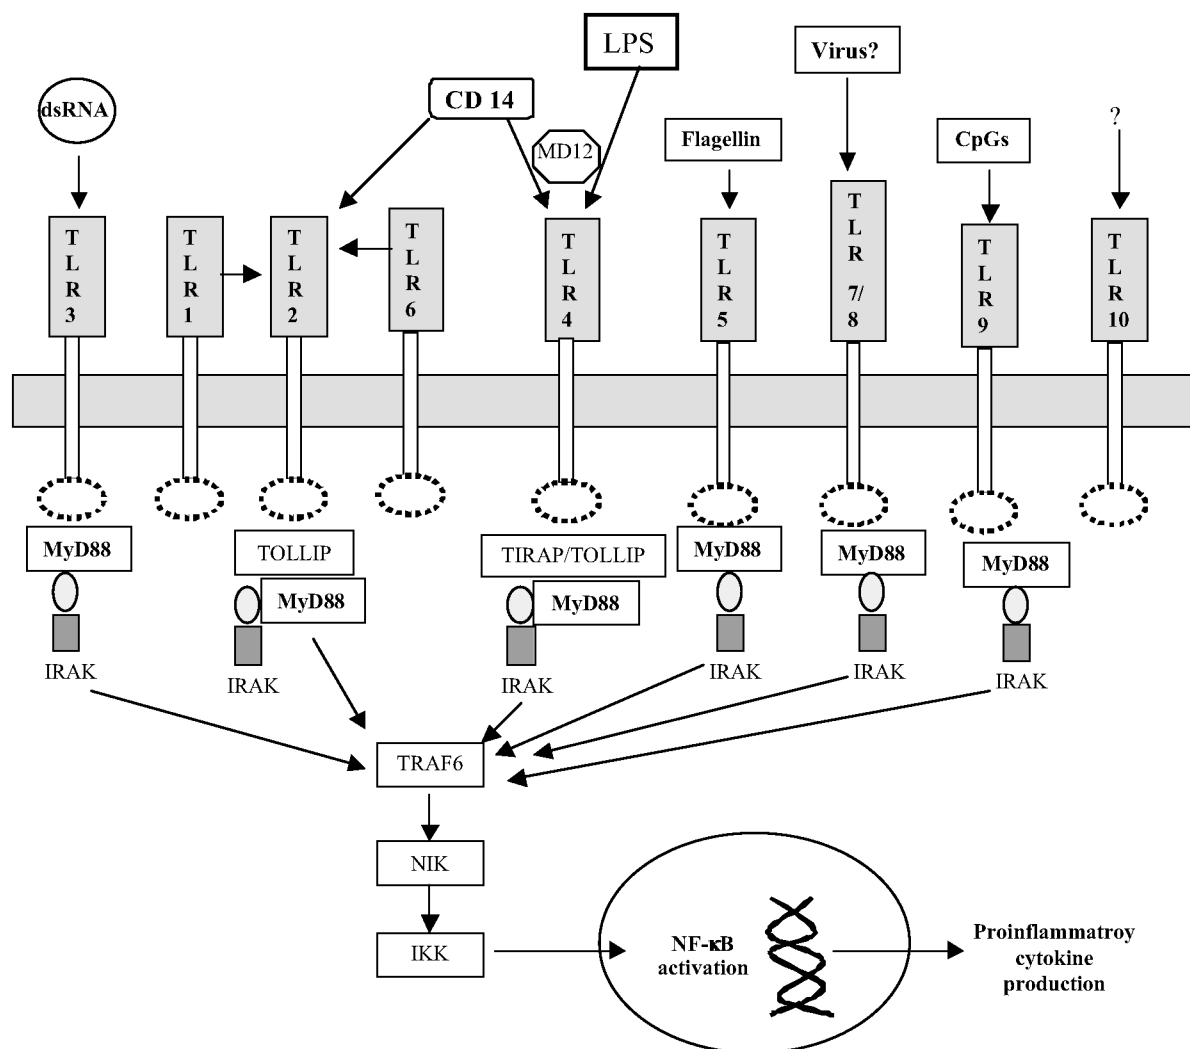 LPS
Virus?
dsRNA
CD 14
MD12
Flagellin
CpGs
?
T
L
R
3
T
L
R
1
T
L
R
2
T
L
R
6
T
L
R
4
T
L
R
5
T
L
R
7/
8
T
L
R
9
T
L
R
10
MyD88
TOLLIP
TIRAP/TOLLIP
MyD88
MyD88
MyD88
MyD88
MyD88
IRAK
IRAK
IRAK
IRAK
IRAK
IRAK
TRAF6
NIK
IKK
NF-κB
activation
Proinflammatroy
cytokine
production